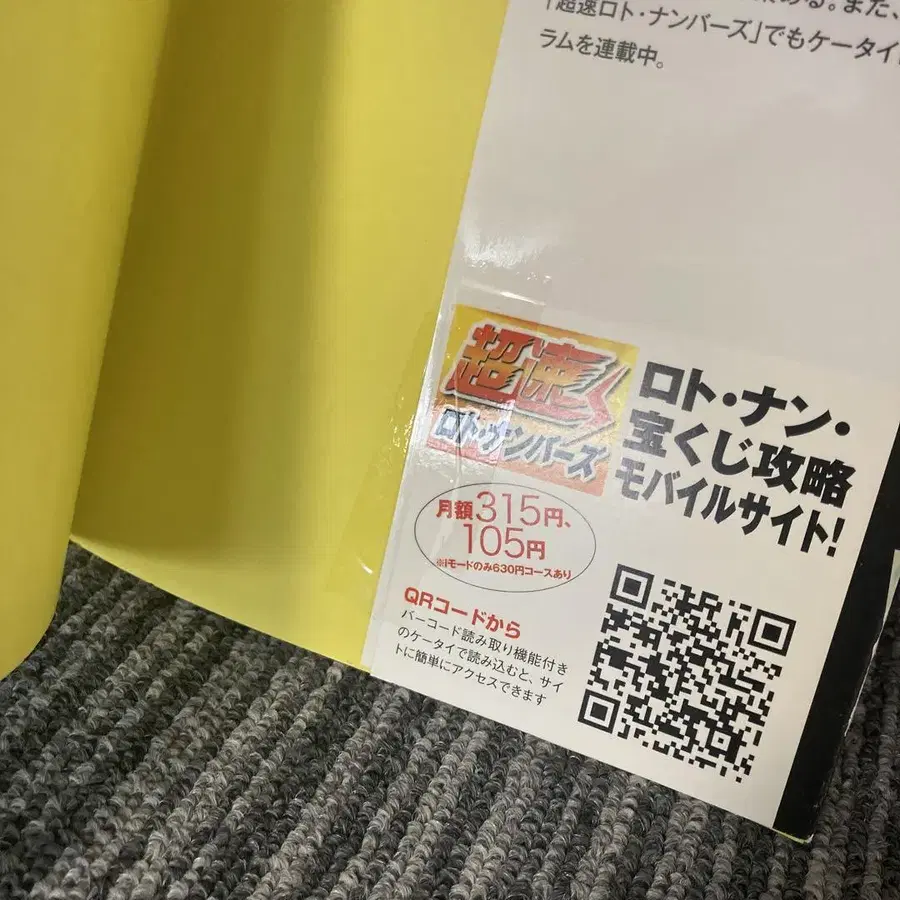 る。また、
「超速ロト・ナンバーズ」でもケータイ
ラムを連載中。
超速
ロト・ナンバーズ
ロト・ナン・
宝くじ攻略
モバイルサイト!
月額315円、
105円
※iモードのみ630円コースあり
QRコードから
バーコード読み取り機能付き
のケータイで読み込むと、サイ
トに簡単にアクセスできます